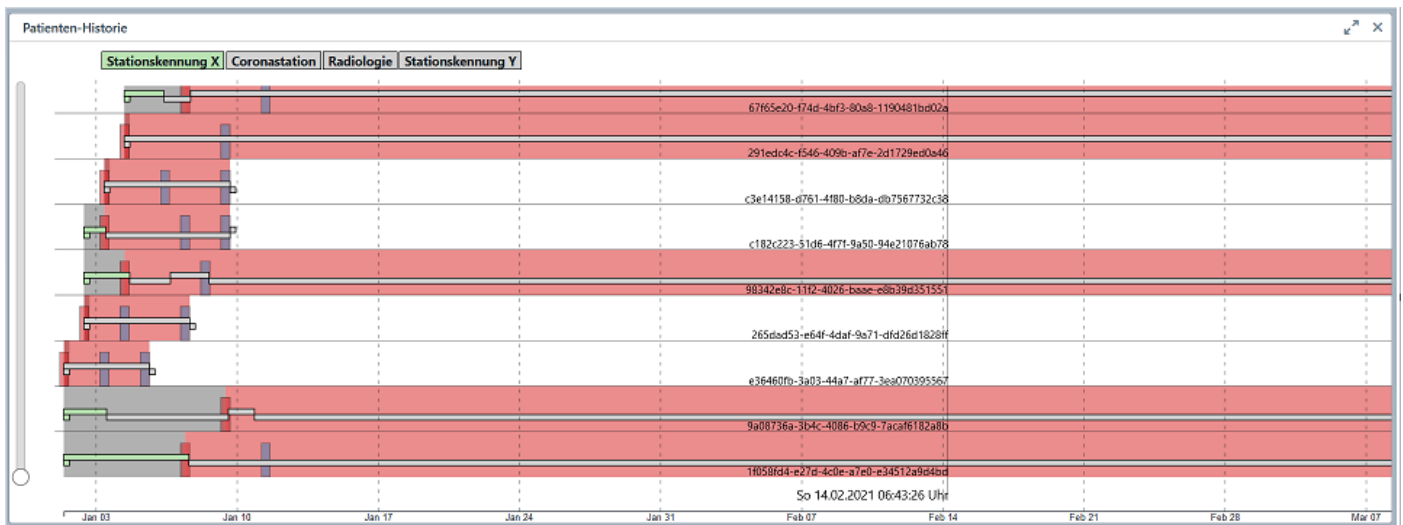 Patienten-Historie
Stationskennung X Coronastation Radiologie Stationskennung Y
67f65e20-f74d-4bf3-80a8-1190481bd02a
291edc4c-f546-409b-af7e-2d1729ed0a46
c3e14158-d761-4f80-b8da-db7567732c38
c182c223-51d6-4f7f-9a50-94e21076ab78
98342e8c-11f2-4026-baae-e8b39d351551
265dad53-e64f-4daf-9a71-dfd26d1828ff
e36460fb-3a03-44a7-af77-3ea070395567
9a08736a-3b4c-4086-b9c9-7acaf6182a8b
1f058fd4-e27d-4c0e-a7e0-e34512a9d4bd
So 14.02.2021 06:43:26 Uhr
Jan 03 Jan 10 Jan 17 Jan 24 Jan 31 Feb 07 Feb 14 Feb 21 Feb 28 Mar 07